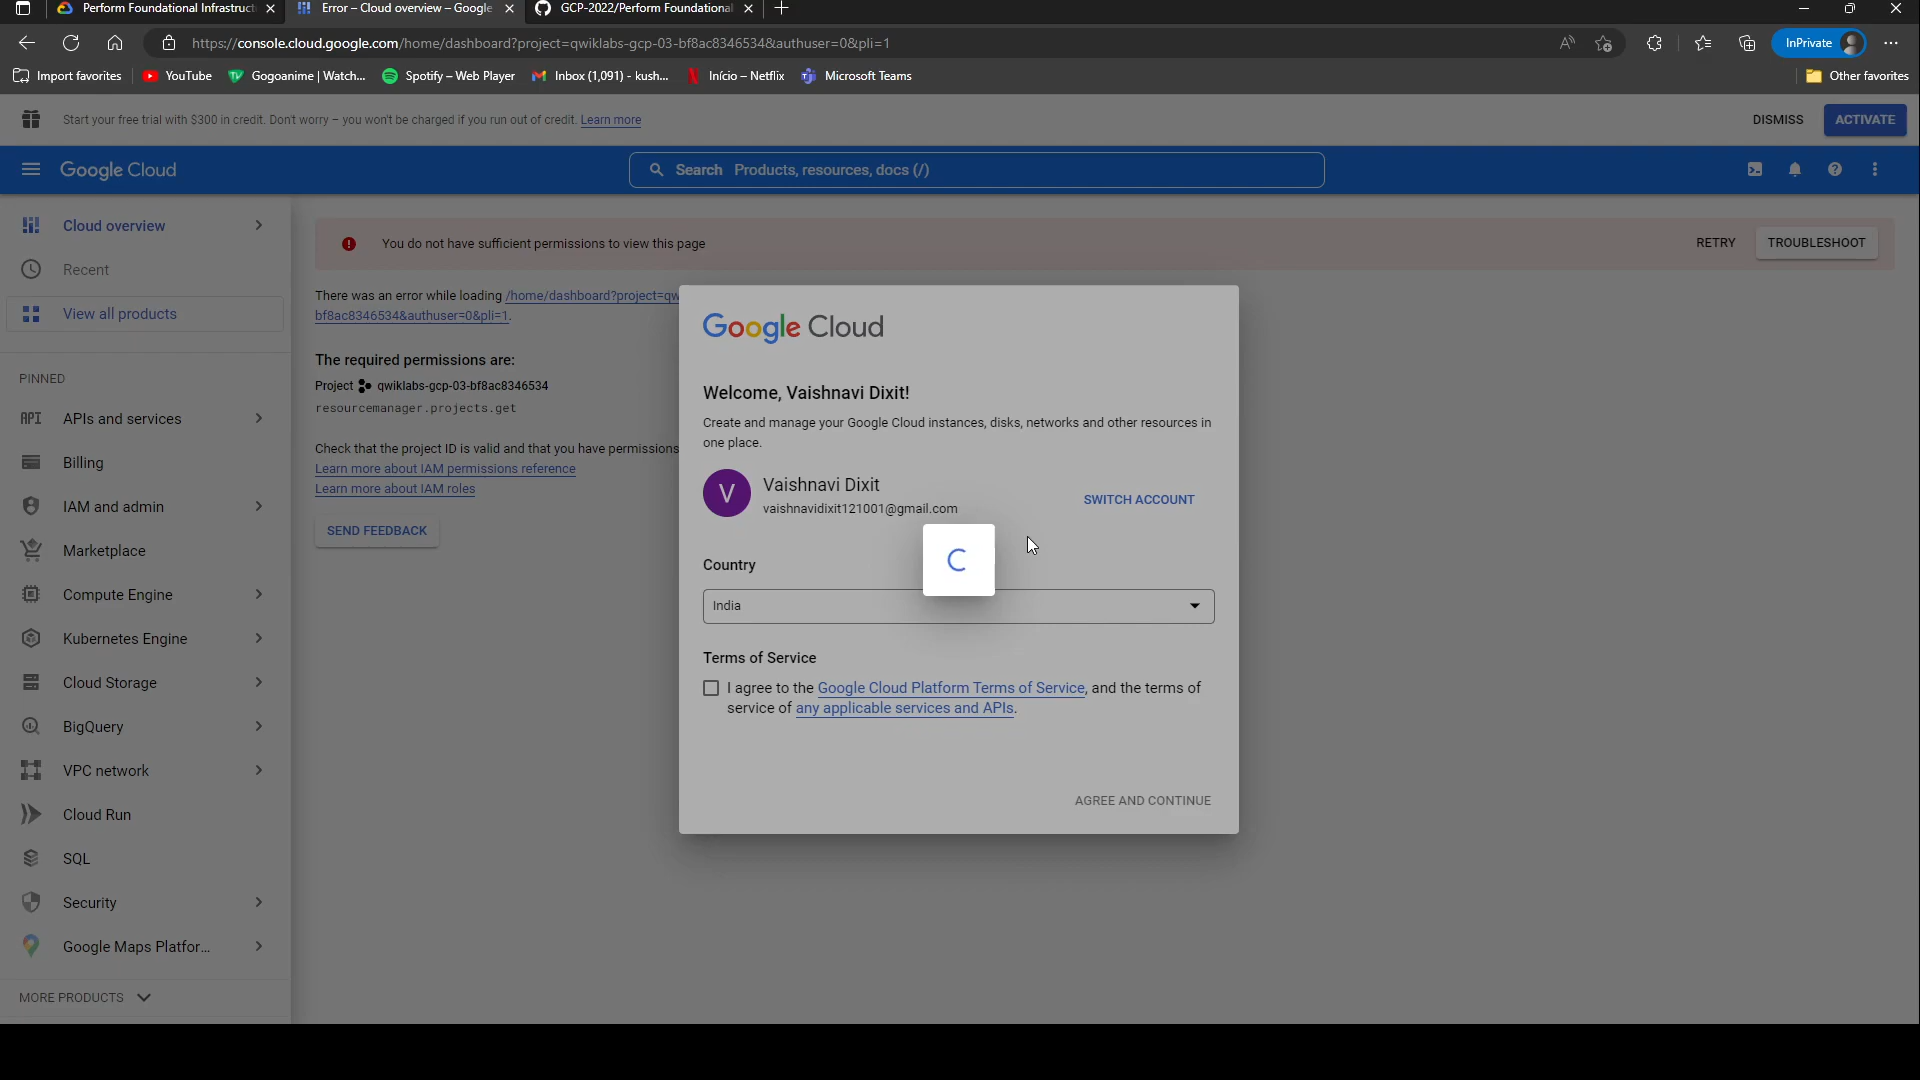 Perform Foundational Infrastruct
Error – Cloud overview – Google
GCP-2022/Perform Foundational
https://console.cloud.google.com/home/dashboard?project=qwiklabs-gcp-03-bf8ac8346534&authuser=0&pli=1
InPrivate
Import favorites
YouTube
Gogoanime | Watch...
Spotify – Web Player
Inbox (1,091) - kush...
Início – Netflix
Microsoft Teams
Other favorites
Start your free trial with $300 in credit. Don't worry – you won't be charged if you run out of credit. Learn more
DISMISS
ACTIVATE
Google Cloud
Search Products, resources, docs (/)
Cloud overview
Recent
View all products
PINNED
API APIs and services
Billing
IAM and admin
Marketplace
Compute Engine
Kubernetes Engine
Cloud Storage
BigQuery
VPC network
Cloud Run
SQL
Security
Google Maps Platfor...
MORE PRODUCTS
You do not have sufficient permissions to view this page
RETRY
TROUBLESHOOT
There was an error while loading /home/dashboard?project=qw
bf8ac8346534&authuser=0&pli=1.
The required permissions are:
Project qwiklabs-gcp-03-bf8ac8346534
resourcemanager.projects.get
Check that the project ID is valid and that you have permissions
Learn more about IAM permissions reference
Learn more about IAM roles
SEND FEEDBACK
Google Cloud
Welcome, Vaishnavi Dixit!
Create and manage your Google Cloud instances, disks, networks and other resources in
one place.
V
Vaishnavi Dixit
vaishnavidixit121001@gmail.com
SWITCH ACCOUNT
Country
India
Terms of Service
I agree to the Google Cloud Platform Terms of Service, and the terms of
service of any applicable services and APIs.
AGREE AND CONTINUE